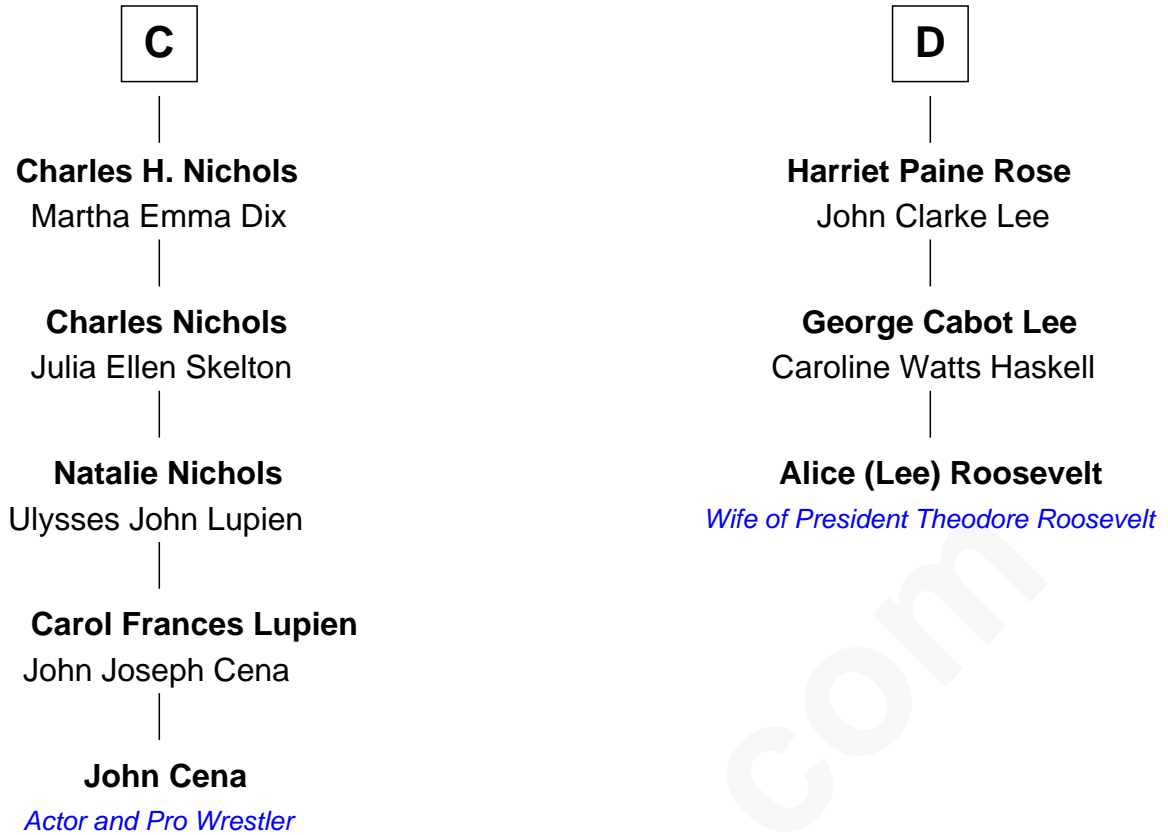 C
Charles H. Nichols
Martha Emma Dix
Charles Nichols
Julia Ellen Skelton
Natalie Nichols
Ulysses John Lupien
Carol Frances Lupien
John Joseph Cena
John Cena
Actor and Pro Wrestler
D
Harriet Paine Rose
John Clarke Lee
George Cabot Lee
Caroline Watts Haskell
Alice (Lee) Roosevelt
Wife of President Theodore Roosevelt
com